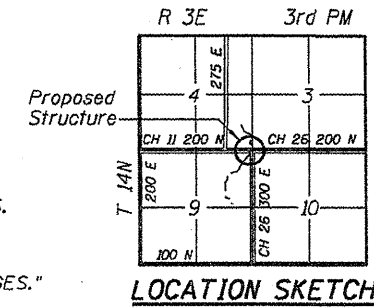 R 3E 3rd PM
275 E
Proposed
Structure
4 3
CH 11 200 N CH 26 200 N
T 14N
200 E
CH 26 300 E
S.
9 10
100 N
GES."
LOCATION SKETCH